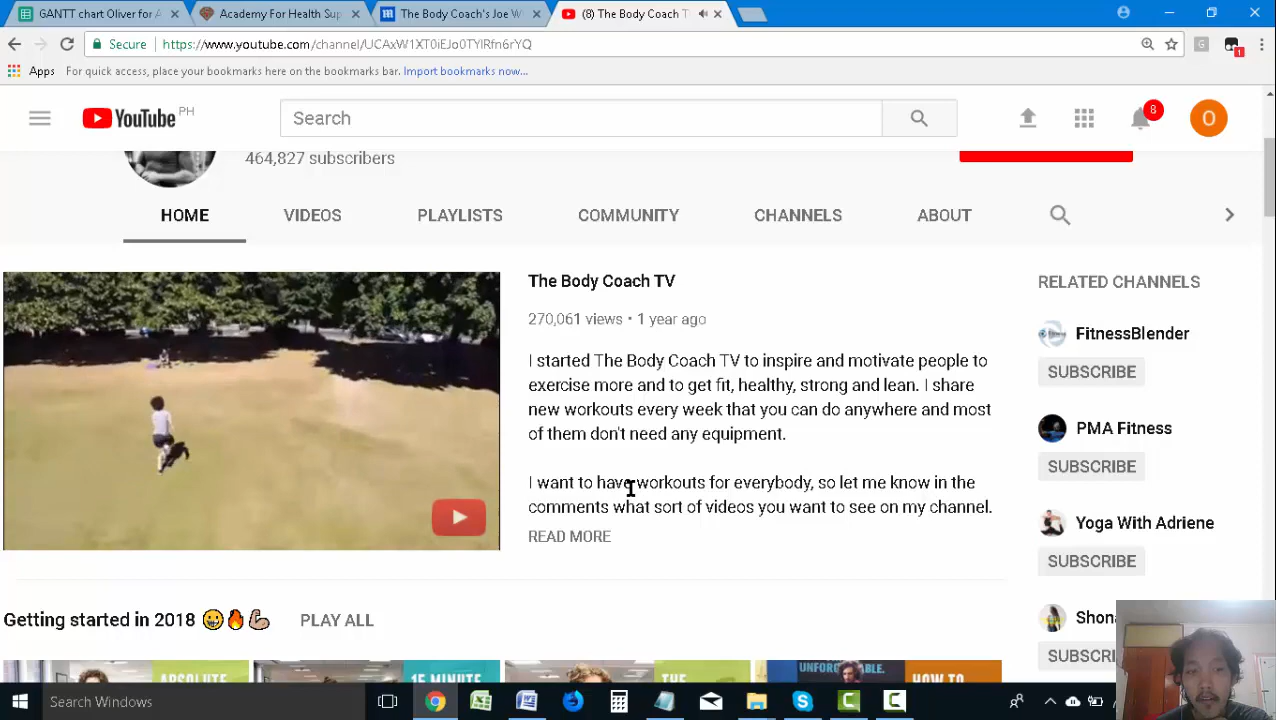 GANTT chart Oliver for A
Academy For Health Sup
The Body Coach's Joe W
(8) The Body Coach T
Secure
https://www.youtube.com/channel/UCAxW1XT0iEJo0TYlRfn6rYQ
Apps
For quick access, place your bookmarks here on the bookmarks bar. Import bookmarks now...
YouTube PH
Search
8
O
1
464,827 subscribers
HOME
VIDEOS
PLAYLISTS
COMMUNITY
CHANNELS
ABOUT
The Body Coach TV
270,061 views • 1 year ago
I started The Body Coach TV to inspire and motivate people to
exercise more and to get fit, healthy, strong and lean. I share
new workouts every week that you can do anywhere and most
of them don't need any equipment.
I want to have workouts for everybody, so let me know in the
comments what sort of videos you want to see on my channel.
READ MORE
RELATED CHANNELS
FitnessBlender
SUBSCRIBE
PMA Fitness
SUBSCRIBE
Yoga With Adriene
SUBSCRIBE
Shona
SUBSCRI
Getting started in 2018 😀🔥💪
PLAY ALL
ABSOLUTE
15 MINUTE
THE
UNFORGETTABLE.
HOW TO
Search Windows